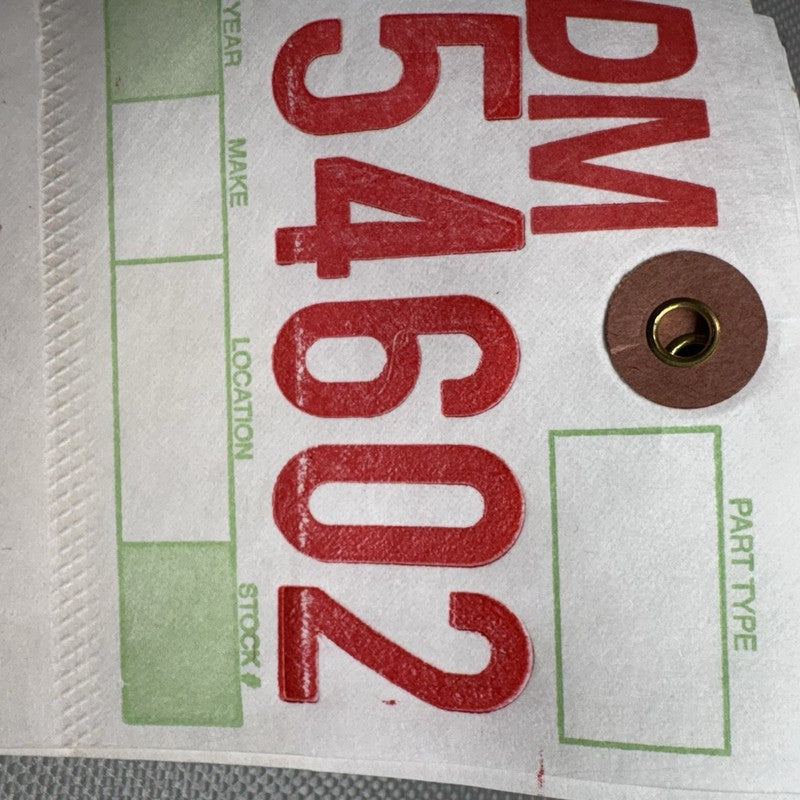 DM
PART TYPE
54602
YEAR MAKE LOCATION STOCK #